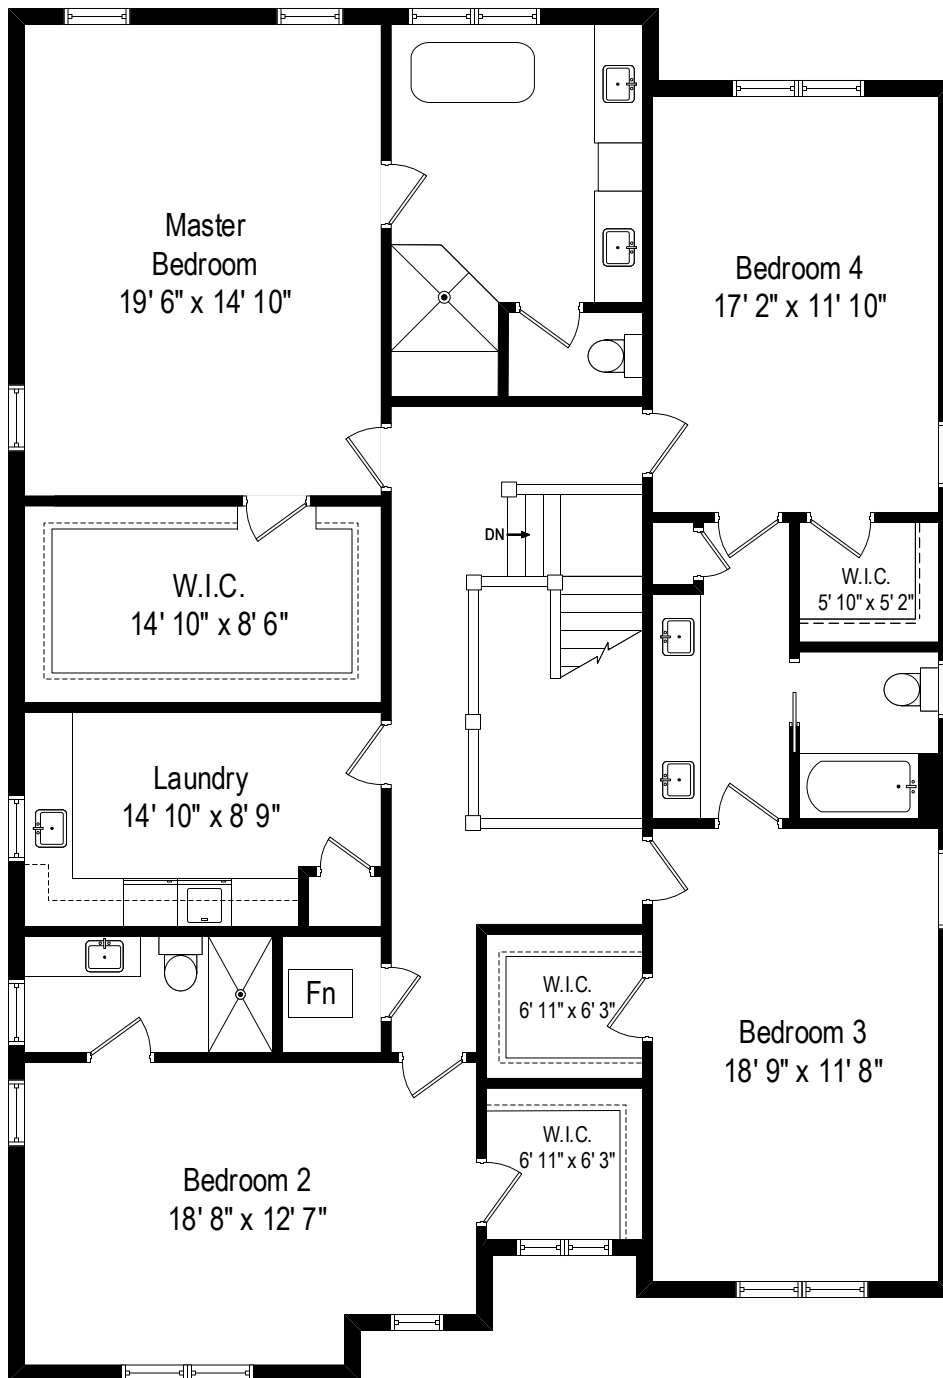 Master
Bedroom
19' 6" x 14' 10"
Bedroom 4
17' 2" x 11' 10"
DN
W.I.C.
14' 10" x 8' 6"
W.I.C.
5' 10" x 5' 2"
Laundry
14' 10" x 8' 9"
Fn
W.I.C.
6' 11" x 6' 3"
Bedroom 3
18' 9" x 11' 8"
W.I.C.
6' 11" x 6' 3"
Bedroom 2
18' 8" x 12' 7"